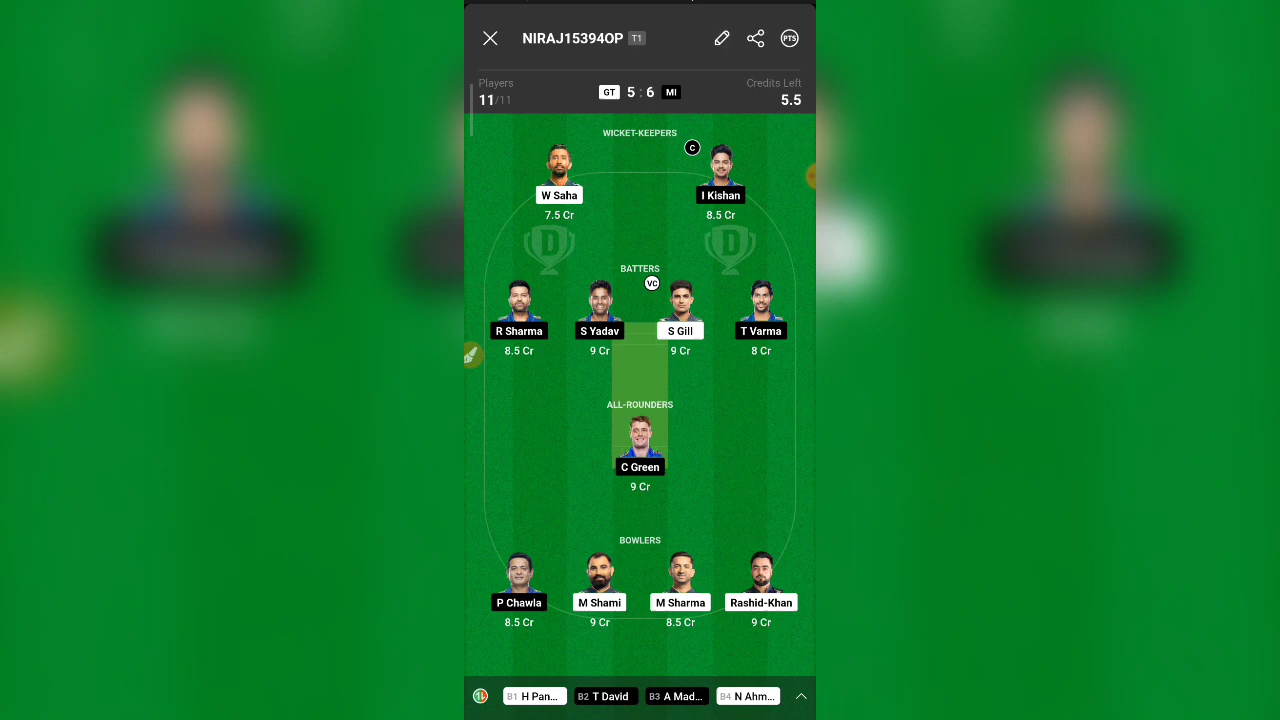 NIRAJ15394OP T1 PTS
Players Credits Left
11/11 GT 5 : 6 MI 5.5
WICKET-KEEPERS
C
W Saha I Kishan
7.5 Cr 8.5 Cr
D D
BATTERS
VC
R Sharma S Yadav S Gill T Varma
8.5 Cr 9 Cr 9 Cr 8 Cr
ALL-ROUNDERS
C Green
9 Cr
BOWLERS
P Chawla M Shami M Sharma Rashid-Khan
8.5 Cr 9 Cr 8.5 Cr 9 Cr
B1 H Pan... B2 T David B3 A Mad... B4 N Ahm...